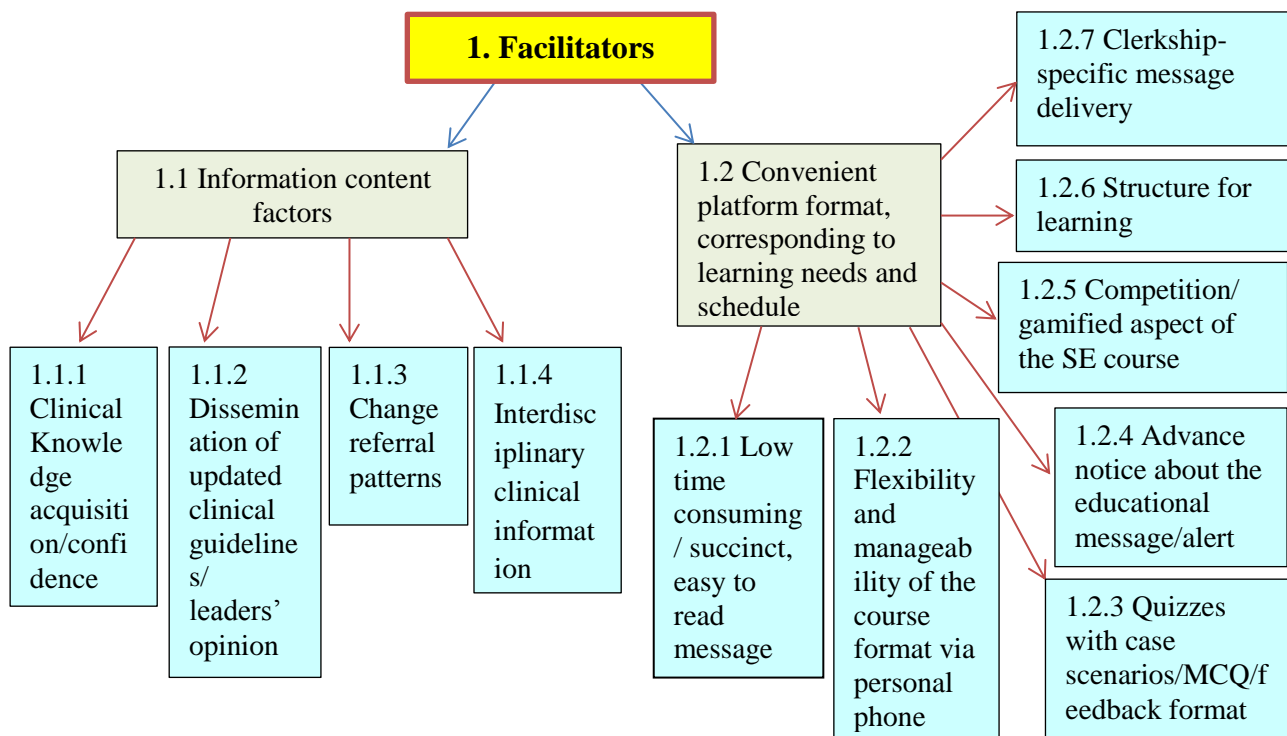 1. Facilitators
1.1 Information content
factors
1.1.1
Clinical
Knowle
dge
acquisiti
on/confi
dence
1.1.2
Dissemin
ation of
updated
clinical
guideline
s/
leaders’
opinion
1.1.3
Change
referral
patterns
1.1.4
Interdisc
iplinary
clinical
informat
ion
1.2 Convenient
platform format,
corresponding to
learning needs and
schedule
1.2.1 Low
time
consuming
/ succinct,
easy to
read
message
1.2.2
Flexibility
and
manageab
ility of the
course
format via
personal
phone
1.2.3 Quizzes
with case
scenarios/MCQ/f
eedback format
1.2.4 Advance
notice about the
educational
message/alert
1.2.5 Competition/
gamified aspect of
the SE course
1.2.6 Structure for
learning
1.2.7 Clerkship-
specific message
delivery